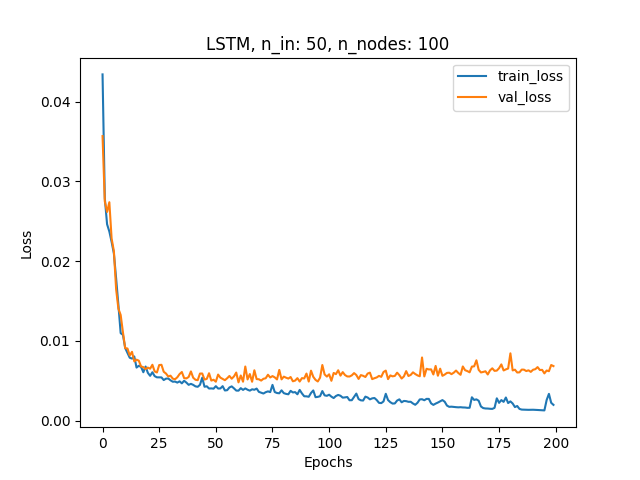 LSTM, n_in: 50, n_nodes: 100
train_loss
val_loss
0.04
0.03
0.02
0.01
0.00
Loss
0 25 50 75 100 125 150 175 200
Epochs